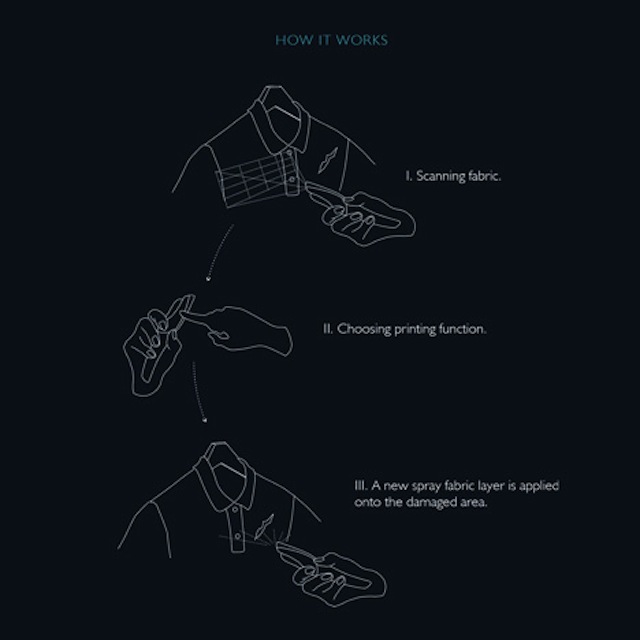 HOW IT WORKS
I. Scanning fabric.
II. Choosing printing function.
III. A new spray fabric layer is applied
onto the damaged area.